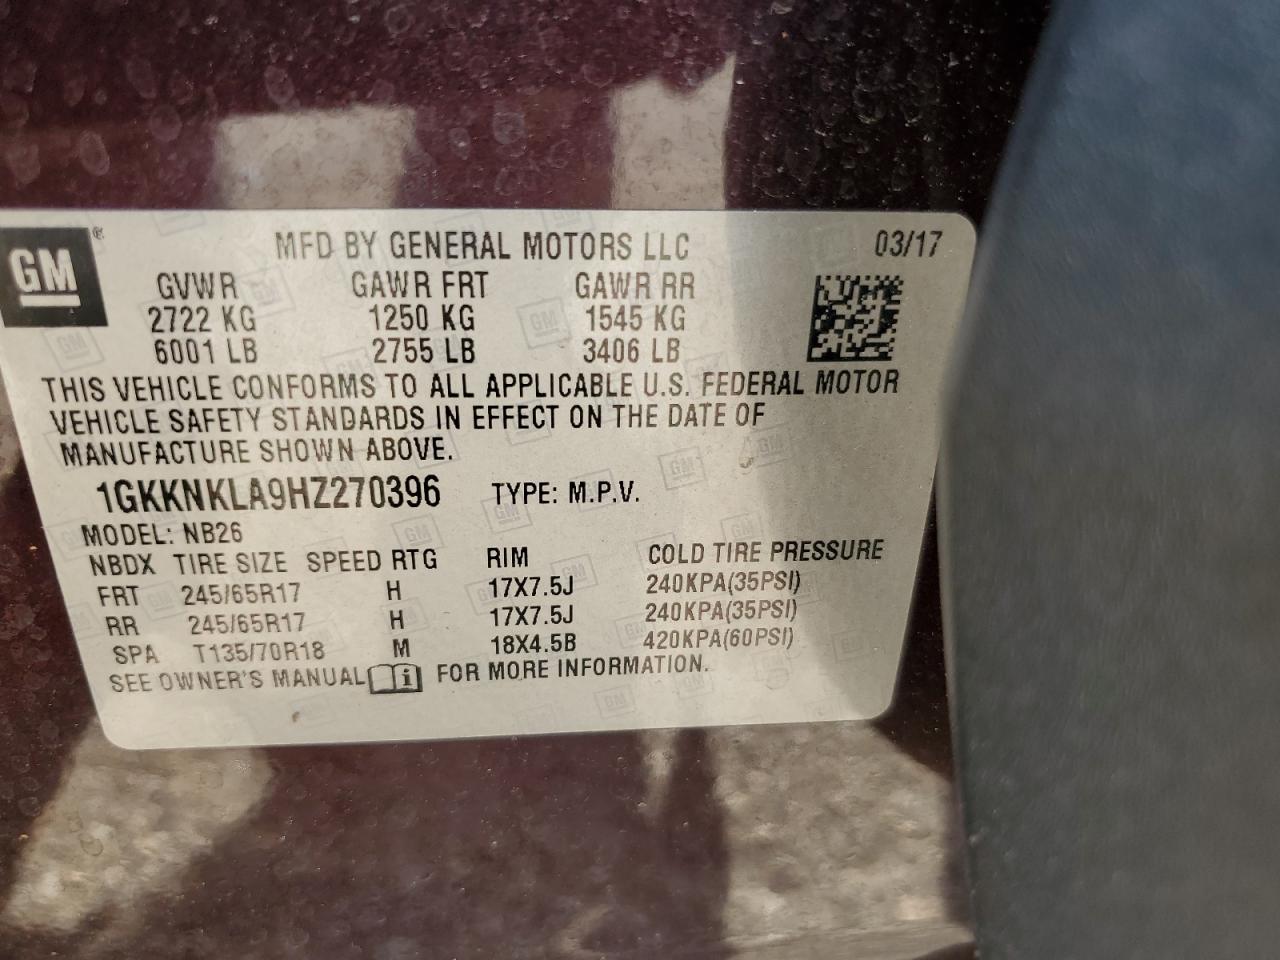 GM®
MFD BY GENERAL MOTORS LLC 03/17
GVWR GAWR FRT GAWR RR
2722 KG 1250 KG 1545 KG
6001 LB 2755 LB 3406 LB
THIS VEHICLE CONFORMS TO ALL APPLICABLE U.S. FEDERAL MOTOR
VEHICLE SAFETY STANDARDS IN EFFECT ON THE DATE OF
MANUFACTURE SHOWN ABOVE.
1GKKNKLA9HZ270396 TYPE: M.P.V.
MODEL: NB26
NBDX TIRE SIZE SPEED RTG RIM COLD TIRE PRESSURE
FRT 245/65R17 H 17X7.5J 240KPA(35PSI)
RR 245/65R17 H 17X7.5J 240KPA(35PSI)
SPA T135/70R18 M 18X4.5B 420KPA(60PSI)
SEE OWNER'S MANUAL i FOR MORE INFORMATION.